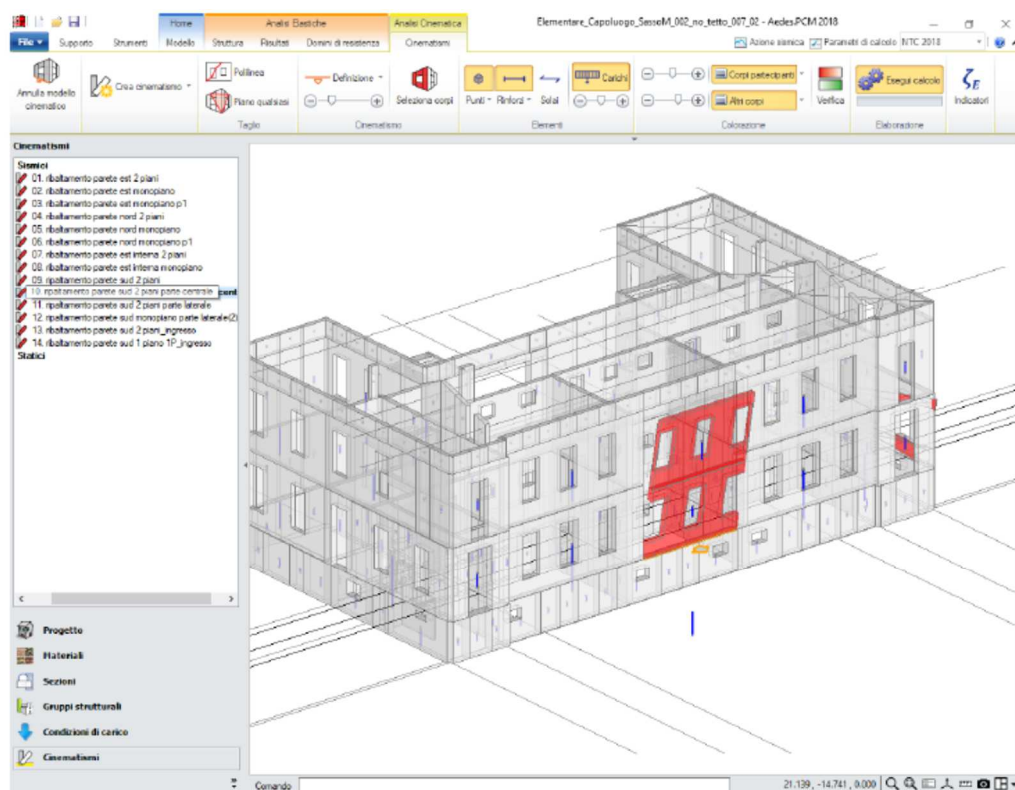 Home Analisi Elastiche Analisi Cinematica Elementare_Capoluogo_SassoM_002_no_tetto_007_02 - Aedes.PCM 2018
File Supporto Strumenti Modello Struttura Risultati Domini di resistenza Cinematismi Azione sismica Parametri di calcolo NTC 2018
Annulla modello cinematico
Crea cinematismo
Polilinea
Piano qualsiasi
Taglio
Definizione
Seleziona corpi
Cinematismo
Punti Rinforzi Solai
Carichi
Elementi
Corpi partecipanti
Altri corpi
Colorazione
Verifica
Esegui calcolo
Elaborazione
ζE
Indicatori
Cinematismi
Sismici
01. ribaltamento parete est 2 piani
02. ribaltamento parete est monopiano
03. ribaltamento parete est monopiano p1
04. ribaltamento parete nord 2 piani
05. ribaltamento parete nord monopiano
06. ribaltamento parete nord monopiano p1
07. ribaltamento parete est interna 2 piani
08. ribaltamento parete est interna monopiano
09. ripaltamento parete sud 2 piani
10. ripaltamento parete sud 2 piani parte centrale cent
11. ripaltamento parete sud 2 piani parte laterale
12. ripaltamento parete sud monopiano parte laterale(2)
13. ribaltamento parete sud 2 piani_ingresso
14. ribaltamento parete sud 1 piano 1P_ingresso
Statici
Progetto
Materiali
Sezioni
Gruppi strutturali
Condizioni di carico
Cinematismi
Comando 21.139, -14.741, 0.000